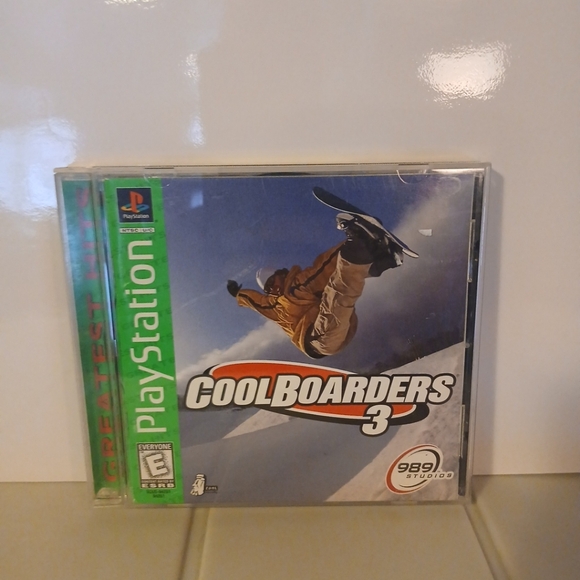 GREATEST HITS
PlayStation
NTSC U/C
PlayStation
COOLBOARDERS
3
EVERYONE
E
ESRB
989
STUDIOS